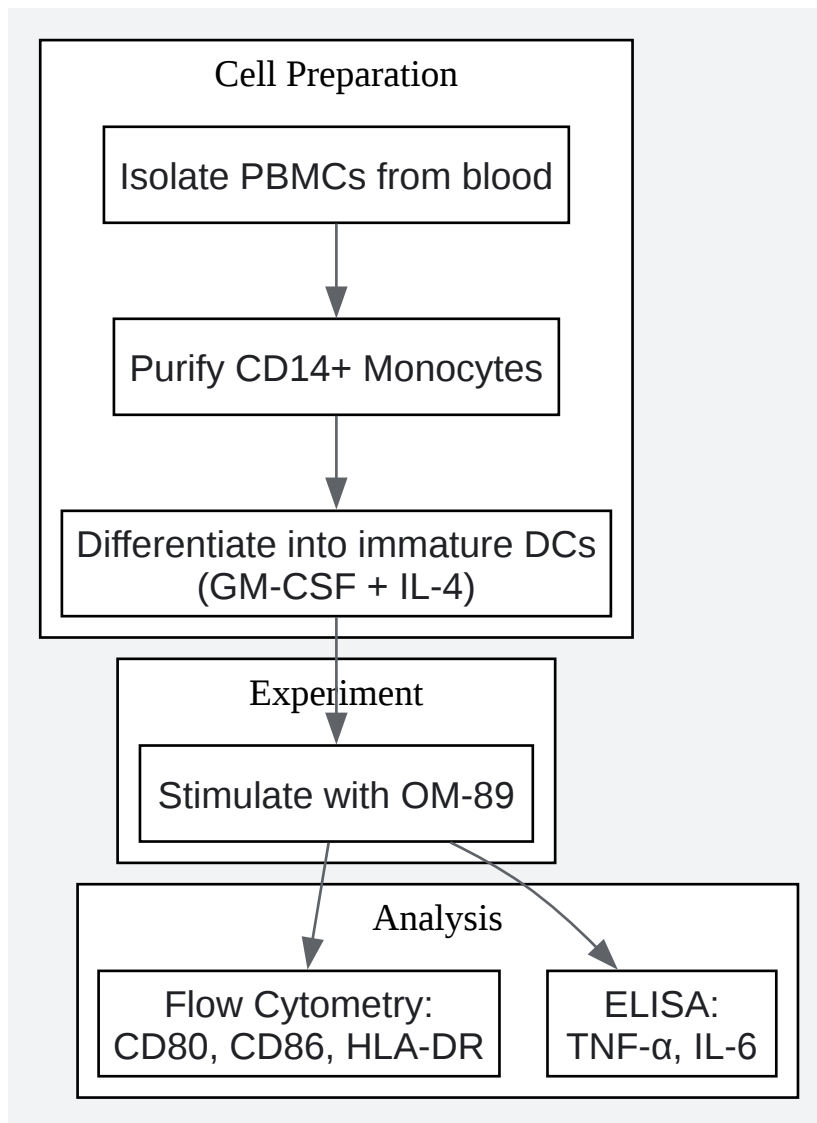 Cell Preparation
Isolate PBMCs from blood
Purify CD14+ Monocytes
Differentiate into immature DCs
(GM-CSF + IL-4)
Experiment
Stimulate with OM-89
Analysis
Flow Cytometry:
CD80, CD86, HLA-DR
ELISA:
TNF-α, IL-6